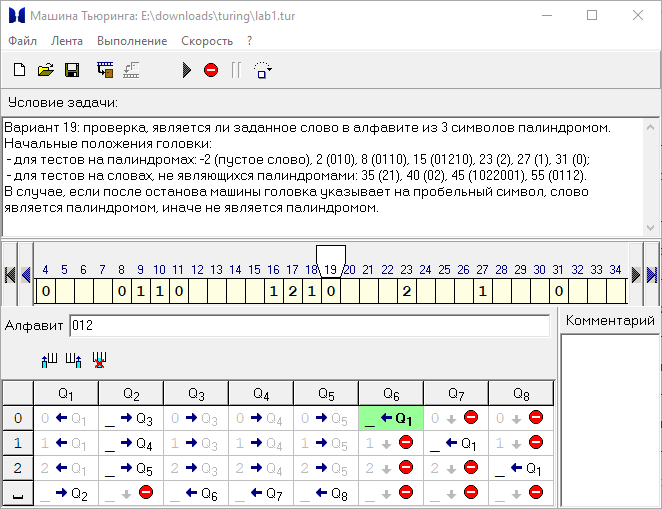 Машина Тьюринга: E:\downloads\turing\lab1.tur
Файл Лента Выполнение Скорость ?
Условие задачи:
Вариант 19: проверка, является ли заданное слово в алфавите из 3 символов палиндромом.
Начальные положения головки:
- для тестов на палиндромах: -2 (пустое слово), 2 (010), 8 (0110), 15 (01210), 23 (2), 27 (1), 31 (0);
- для тестов на словах, не являющихся палиндромами: 35 (21), 40 (02), 45 (1022001), 55 (0112).
В случае, если после останова машины головка указывает на пробельный символ, слово
является палиндромом, иначе не является палиндромом.
4 5 6 7 8 9 10 11 12 13 14 15 16 17 18 19 20 21 22 23 24 25 26 27 28 29 30 31 32 33 34
0 0 1 1 0 1 2 1 0 2 1 0
Алфавит 012
Комментарий
Q1 Q2 Q3 Q4 Q5 Q6 Q7 Q8
0 0 ← Q1 _ → Q3 0 → Q3 0 → Q4 0 → Q5 _ ← Q1 0 ↓ 0 ↓
1 1 ← Q1 _ → Q4 1 → Q3 1 → Q4 1 → Q5 1 ↓ _ ← Q1 1 ↓
2 2 ← Q1 _ → Q5 2 → Q3 2 → Q4 2 → Q5 2 ↓ 2 ↓ _ ← Q1
_ → Q2 _ ↓ _ ← Q6 _ ← Q7 _ ← Q8 _ ↓ _ ↓ _ ↓